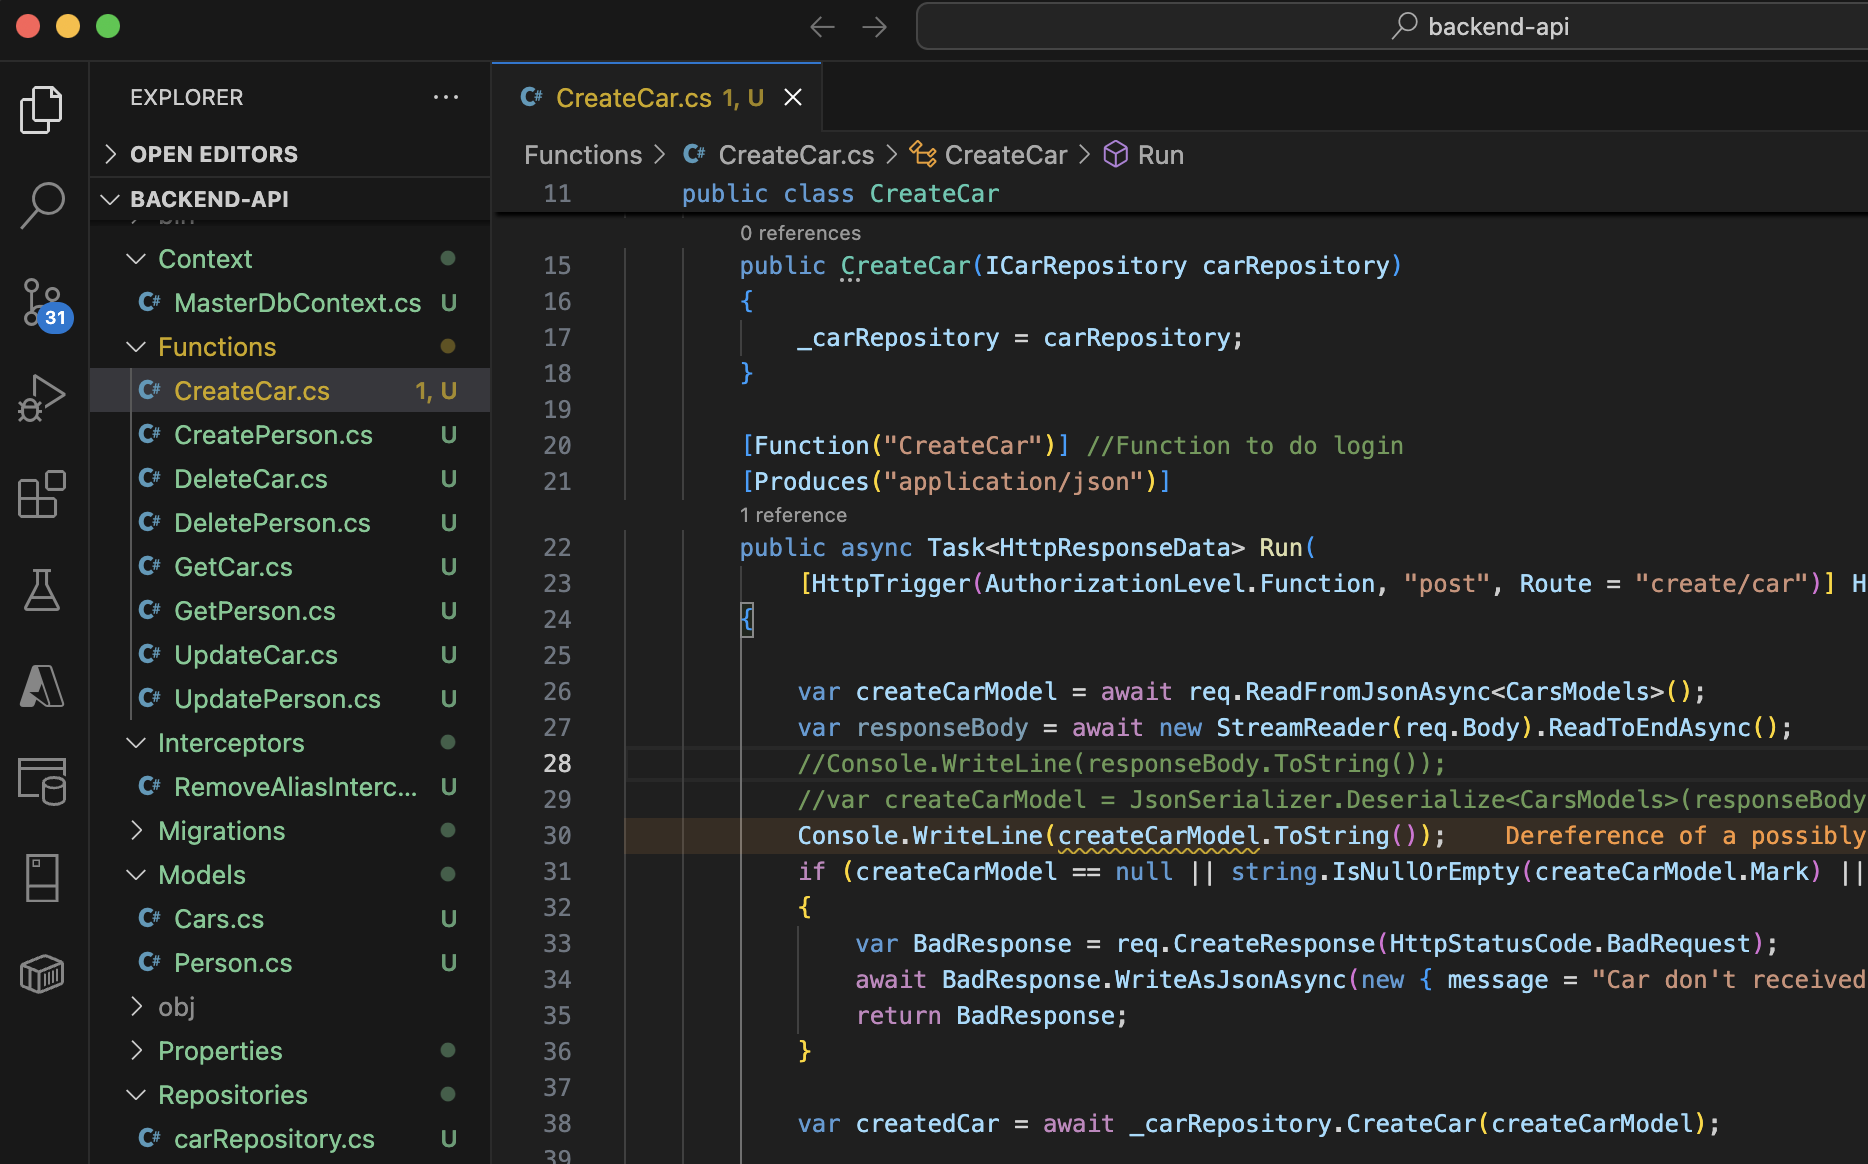 backend-api
EXPLORER
OPEN EDITORS
BACKEND-API
Context
MasterDbContext.cs U
Functions
CreateCar.cs 1, U
CreatePerson.cs U
DeleteCar.cs U
DeletePerson.cs U
GetCar.cs U
GetPerson.cs U
UpdateCar.cs U
UpdatePerson.cs U
Interceptors
RemoveAliasInterc... U
Migrations
Models
Cars.cs U
Person.cs U
obj
Properties
Repositories
carRepository.cs U
31
CreateCar.cs 1, U
Functions > CreateCar.cs > CreateCar > Run
11 public class CreateCar
0 references
15 public CreateCar(ICarRepository carRepository)
16 {
17 _carRepository = carRepository;
18 }
19
20 [Function("CreateCar")] //Function to do login
21 [Produces("application/json")]
1 reference
22 public async Task<HttpResponseData> Run(
23 [HttpTrigger(AuthorizationLevel.Function, "post", Route = "create/car")] H
24 {
25
26 var createCarModel = await req.ReadFromJsonAsync<CarsModels>();
27 var responseBody = await new StreamReader(req.Body).ReadToEndAsync();
28 //Console.WriteLine(responseBody.ToString());
29 //var createCarModel = JsonSerializer.Deserialize<CarsModels>(responseBody
30 Console.WriteLine(createCarModel.ToString()); Dereference of a possibly
31 if (createCarModel == null || string.IsNullOrEmpty(createCarModel.Mark) ||
32 {
33 var BadResponse = req.CreateResponse(HttpStatusCode.BadRequest);
34 await BadResponse.WriteAsJsonAsync(new { message = "Car don't received
35 return BadResponse;
36 }
37
38 var createdCar = await _carRepository.CreateCar(createCarModel);
39